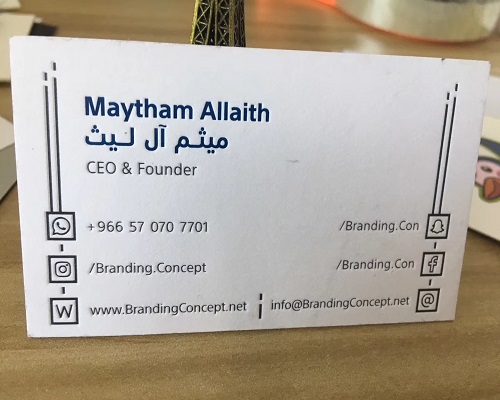 Maytham Allaith
ميثم آل ليث
CEO & Founder
+966 57 070 7701
/Branding.Con
/Branding.Concept
/Branding.Con
W www.BrandingConcept.net
info@BrandingConcept.net @